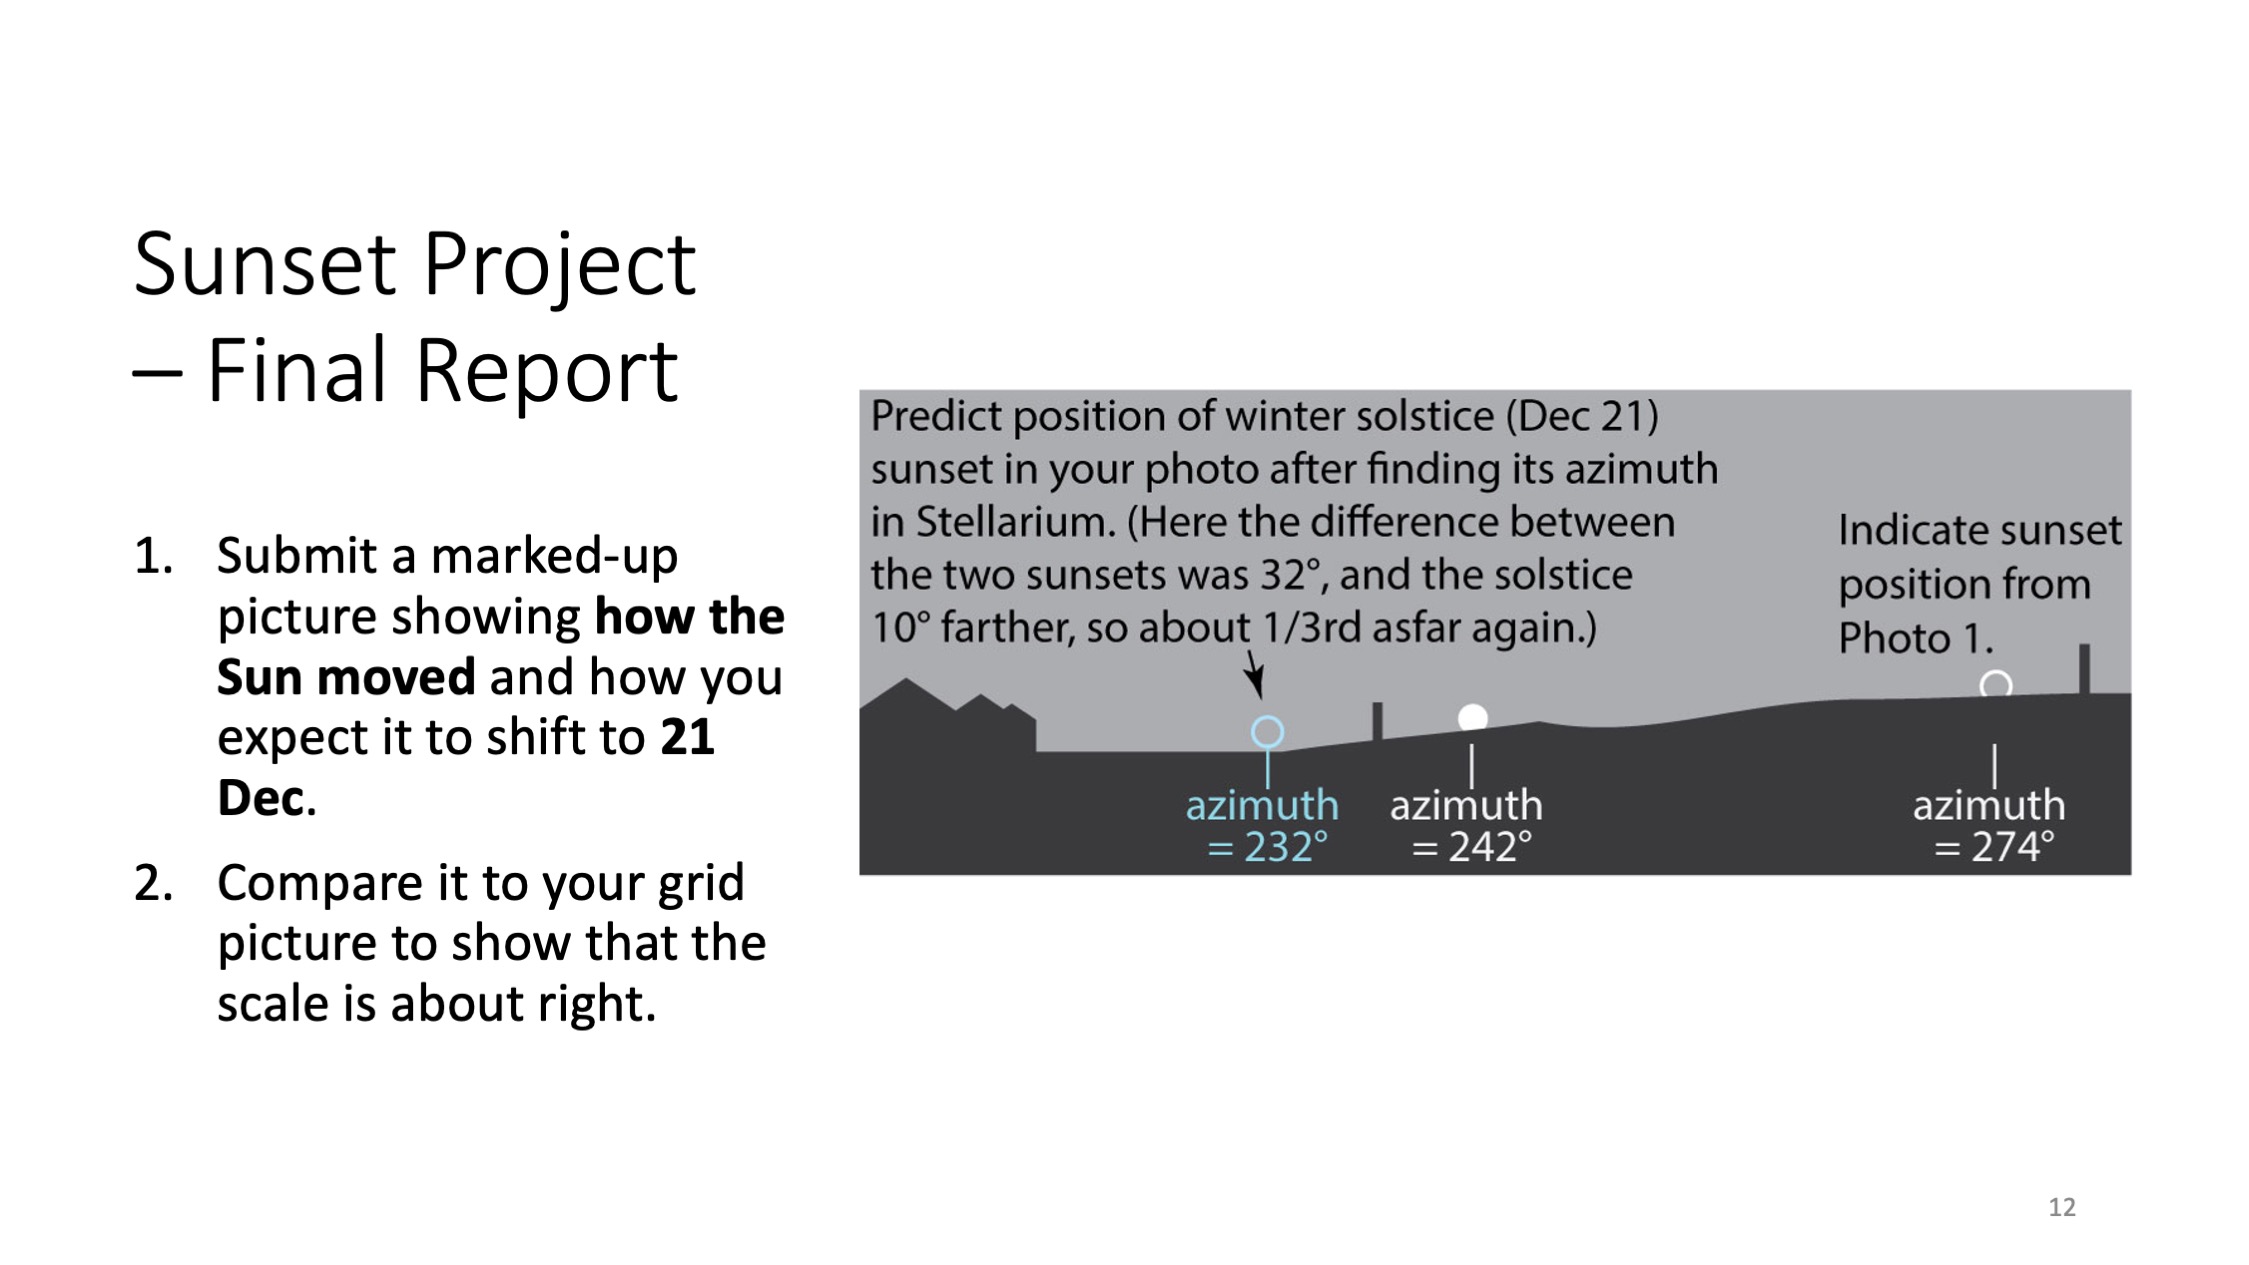 Sunset Project
– Final Report
1. Submit a marked-up
picture showing how the
Sun moved and how you
expect it to shift to 21
Dec.
2. Compare it to your grid
picture to show that the
scale is about right.
Predict position of winter solstice (Dec 21)
sunset in your photo after finding its azimuth
in Stellarium. (Here the difference between
the two sunsets was 32°, and the solstice
10° farther, so about 1/3rd asfar again.)
Indicate sunset
position from
Photo 1.
azimuth
= 232°
azimuth
= 242°
azimuth
= 274°
12